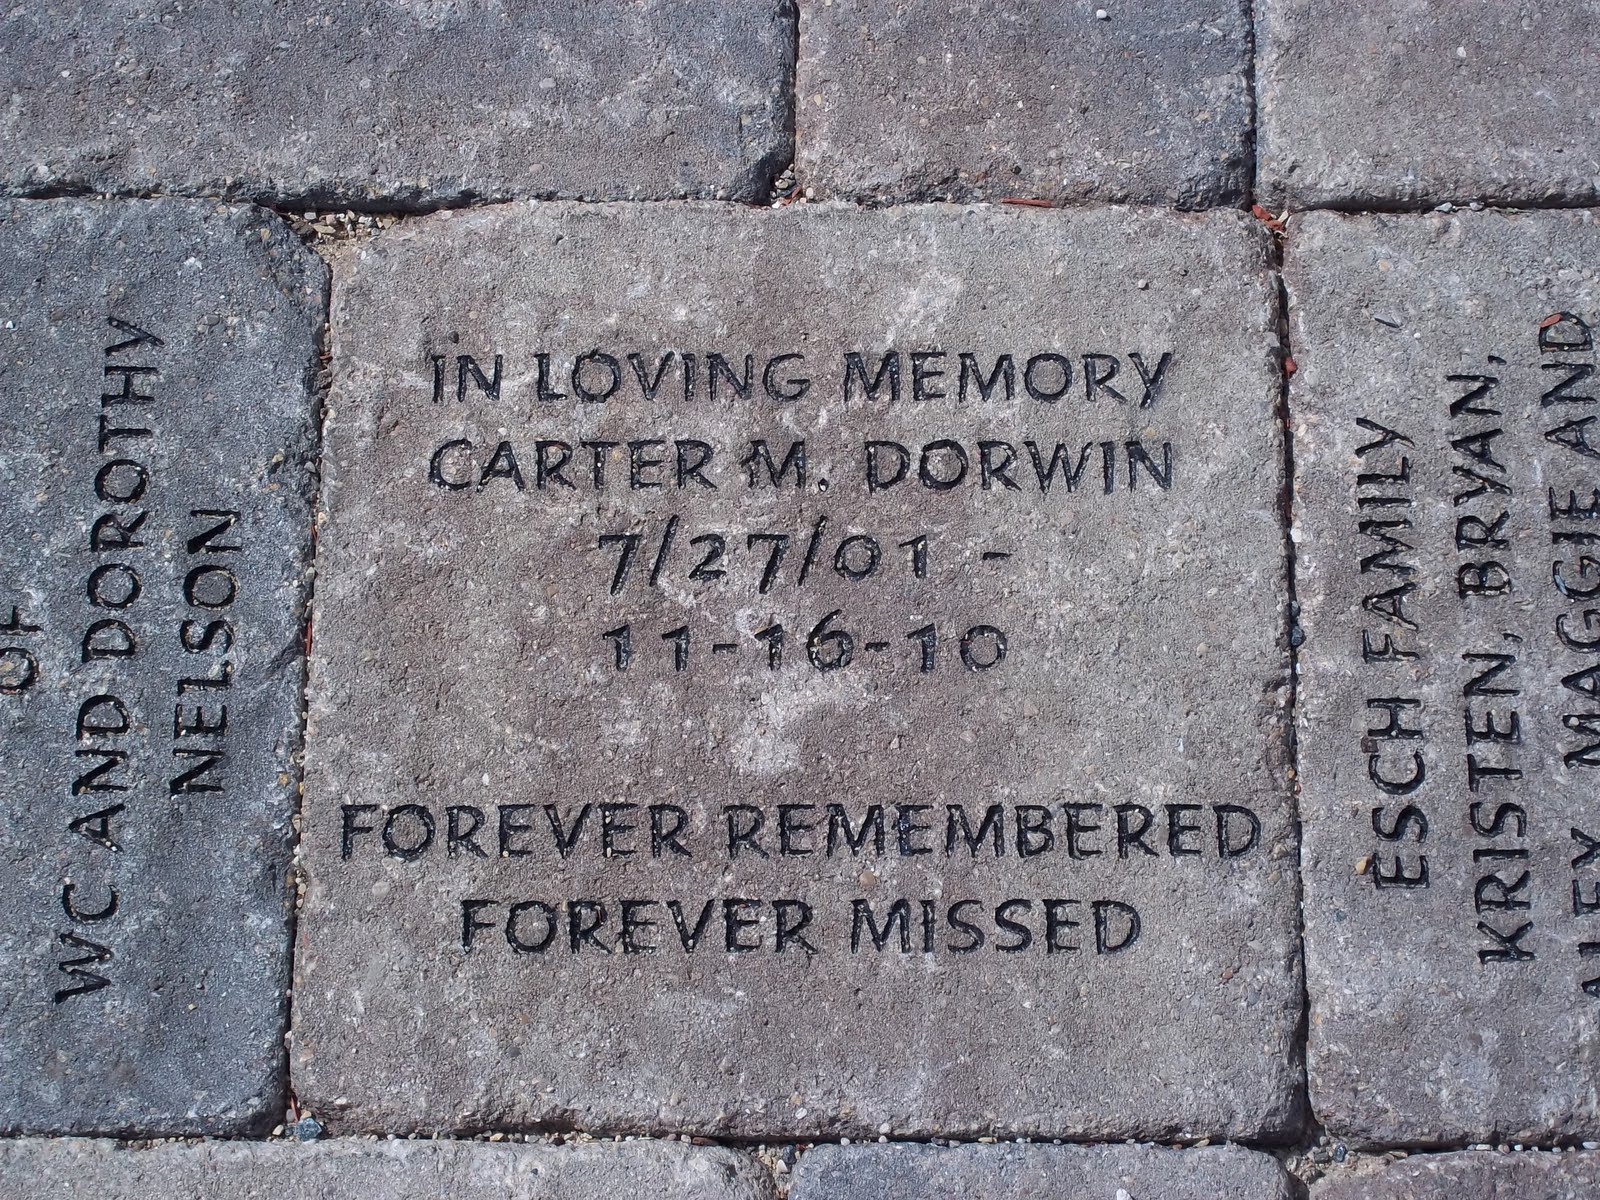 IN LOVING MEMORY
CARTER M. DORWIN
7/27/01 -
11-16-10
FOREVER REMEMBERED
FOREVER MISSED
OF
WC AND DOROTHY
NELSON
ESCH FAMILY
KRISTEN, BRYAN,
MAGGIE AND